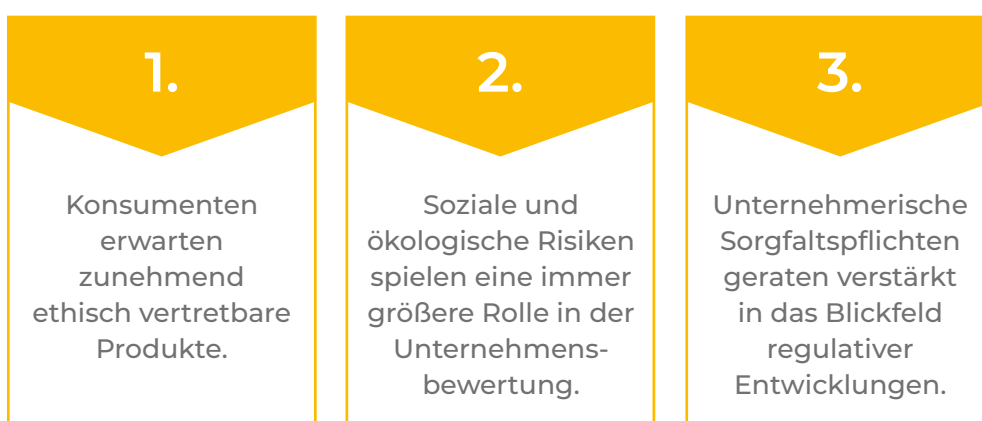 1.
Konsumenten
erwarten
zunehmend
ethisch vertretbare
Produkte.
2.
Soziale und
ökologische Risiken
spielen eine immer
größere Rolle in der
Unternehmens-
bewertung.
3.
Unternehmerische
Sorgfaltspflichten
geraten verstärkt
in das Blickfeld
regulativer
Entwicklungen.